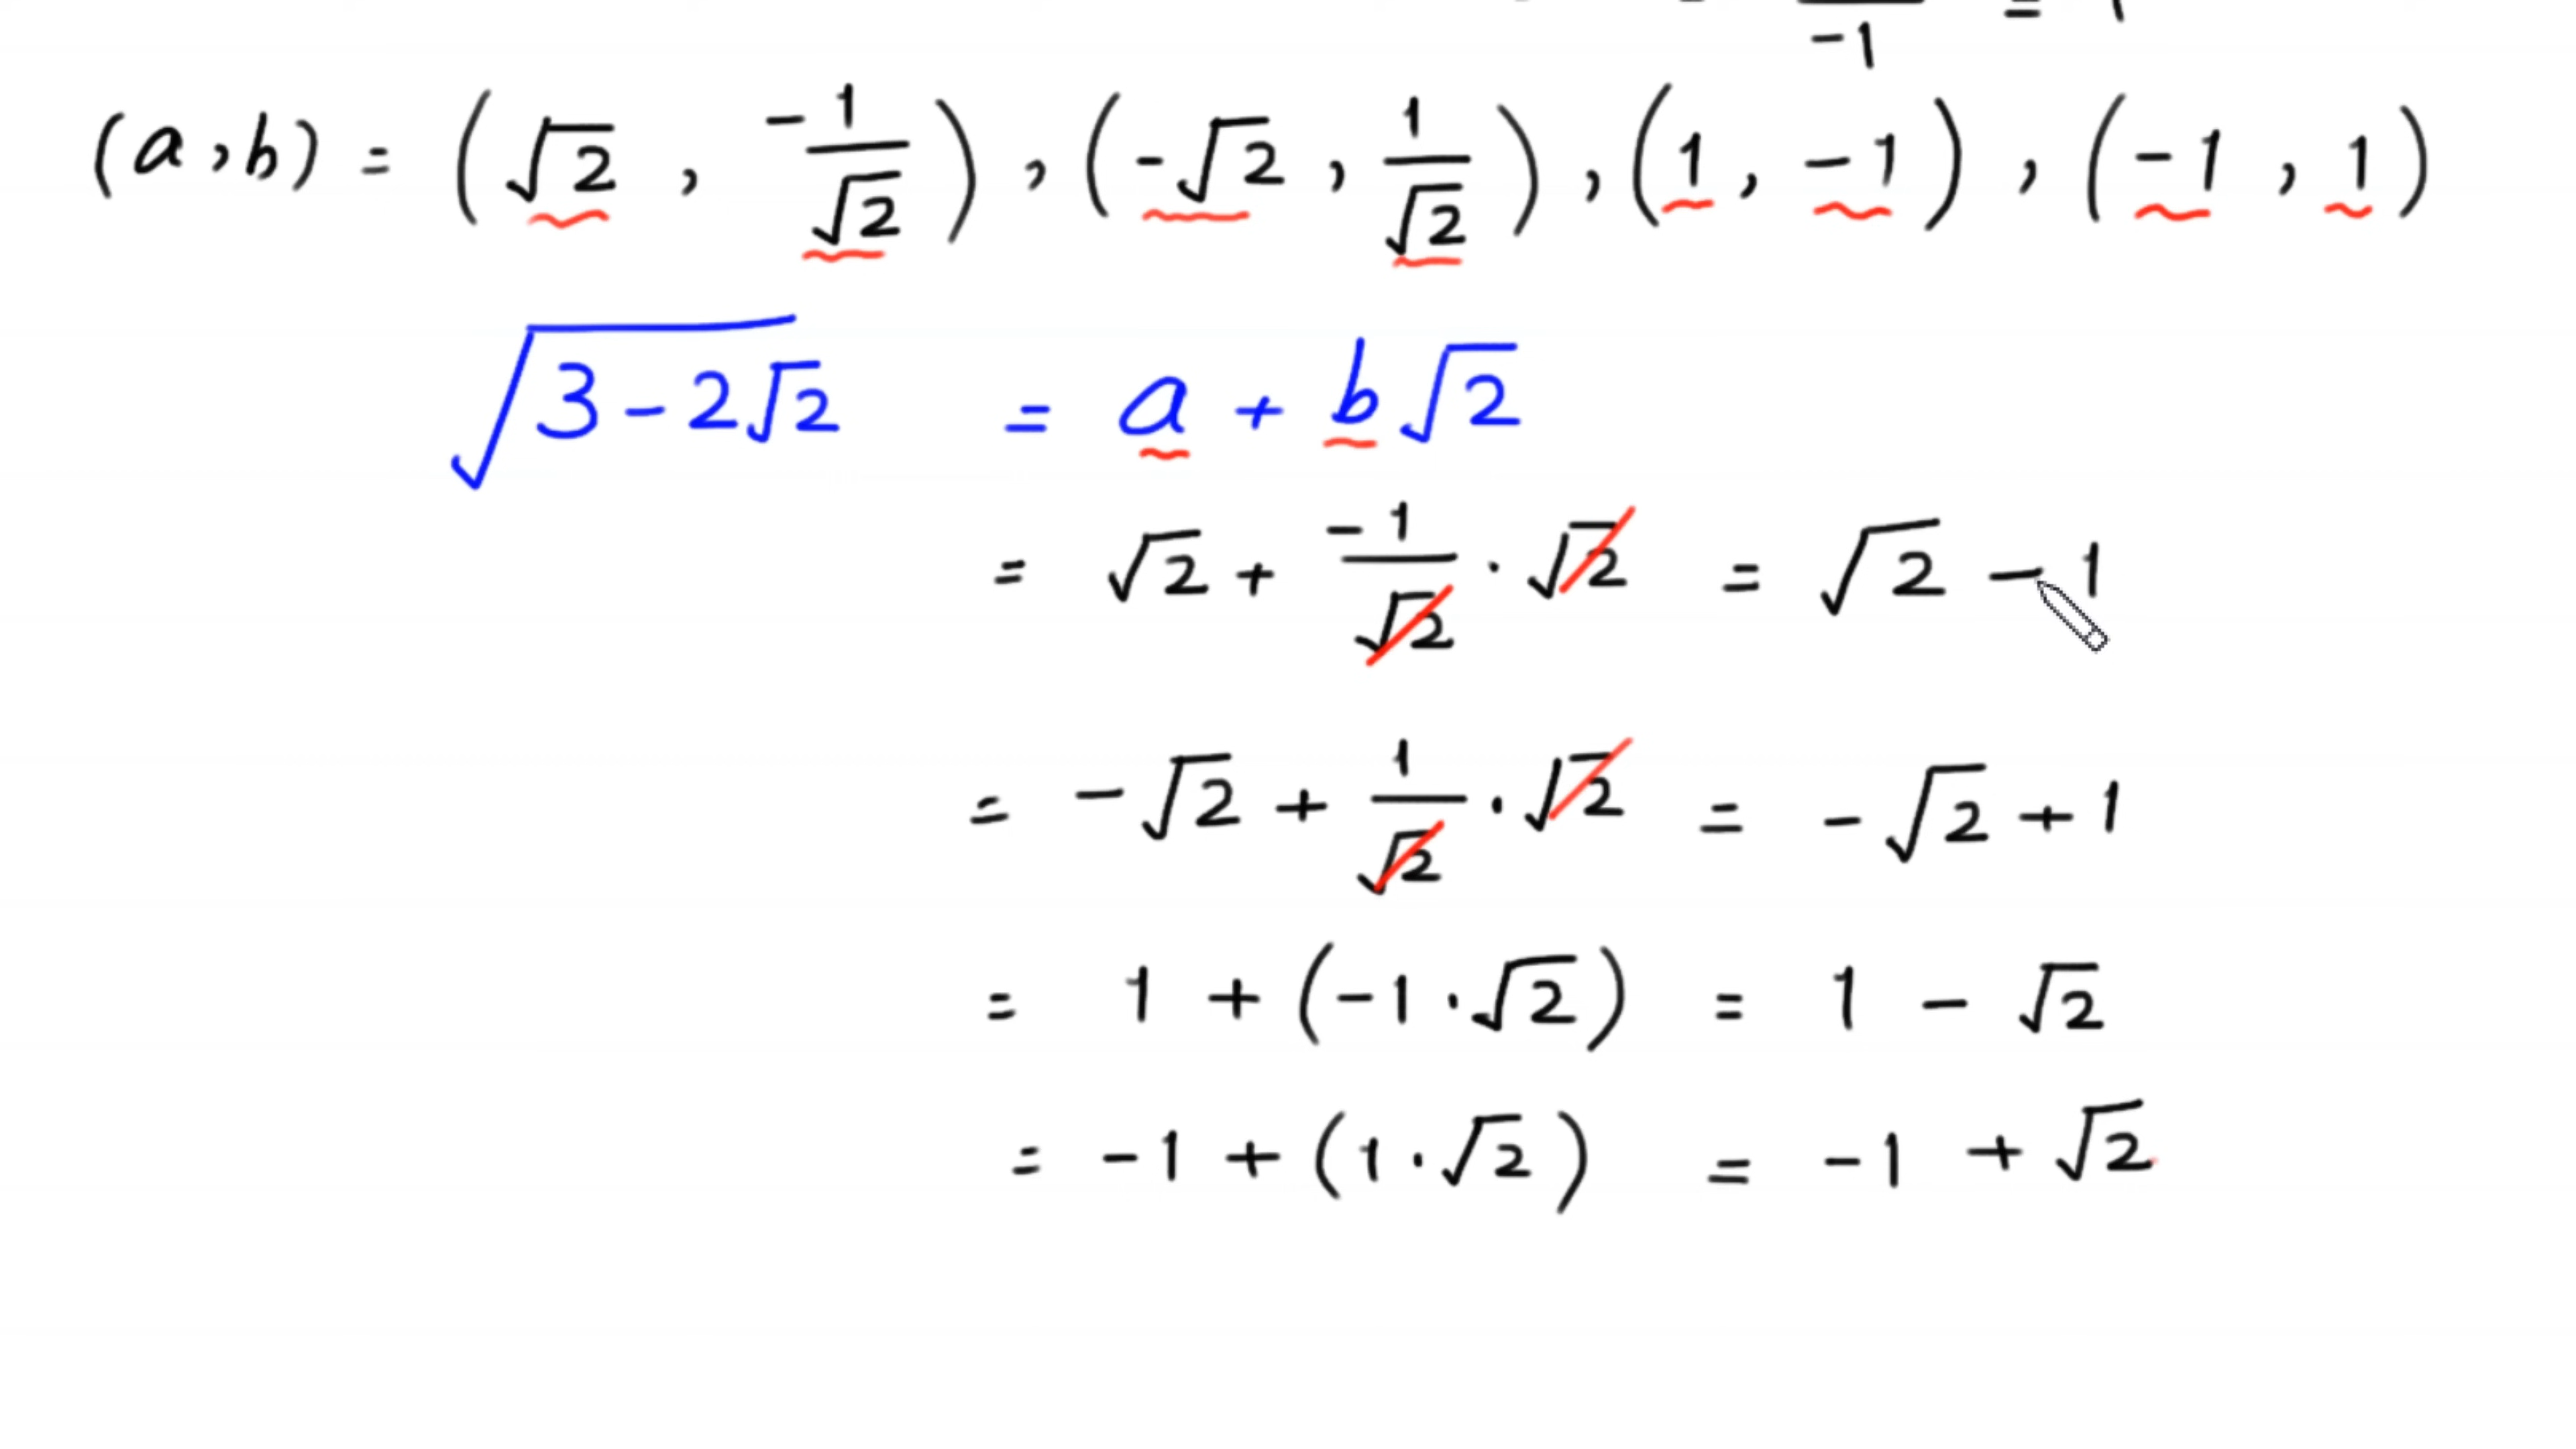 -1 =
(a, b) = (√2, -1/√2), (-√2, 1/√2), (1, -1), (-1, 1)
√(3-2√2) = a + b√2
= √2 + -1/√2 · √2 = √2 - 1
= -√2 + 1/√2 · √2 = -√2 + 1
= 1 + (-1·√2) = 1 - √2
= -1 + (1·√2) = -1 + √2